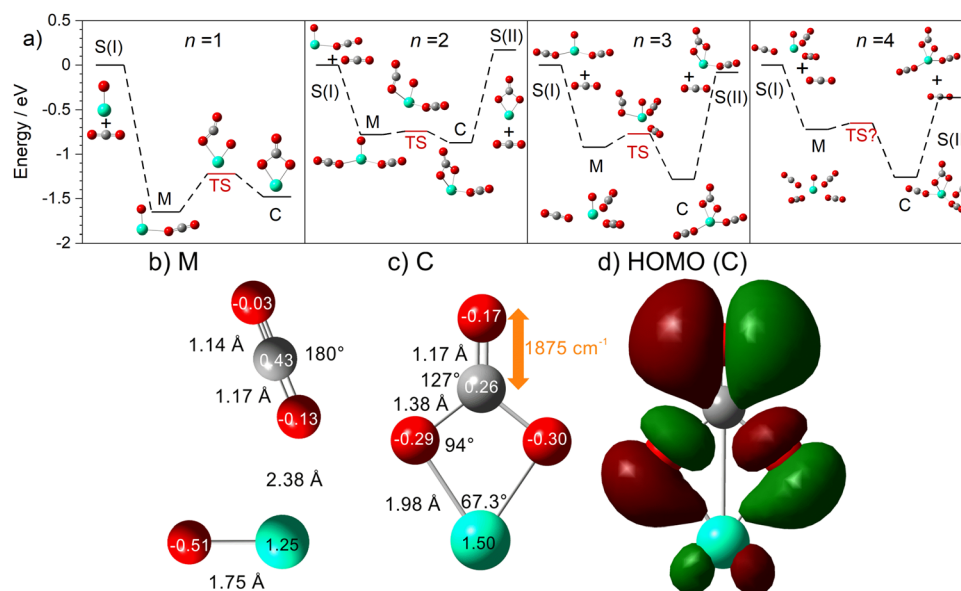 a)
Energy / eV
0.5
0
-0.5
-1
-1.5
-2
n =1
S(I)
+
M
TS
C
n =2
S(I)
+
M
TS
C
S(II)
+
n =3
S(I)
+
M
TS
C
+
S(II)
n =4
S(I)
+
M
TS?
C
+
S(I
b) M
-0.03
1.14 Å
0.43
180°
1.17 Å
-0.13
2.38 Å
-0.51
1.25
1.75 Å
c) C
-0.17
1.17 Å
1875 cm⁻¹
127°
0.26
1.38 Å
-0.29
94°
-0.30
1.98 Å
67.3°
1.50
d) HOMO (C)